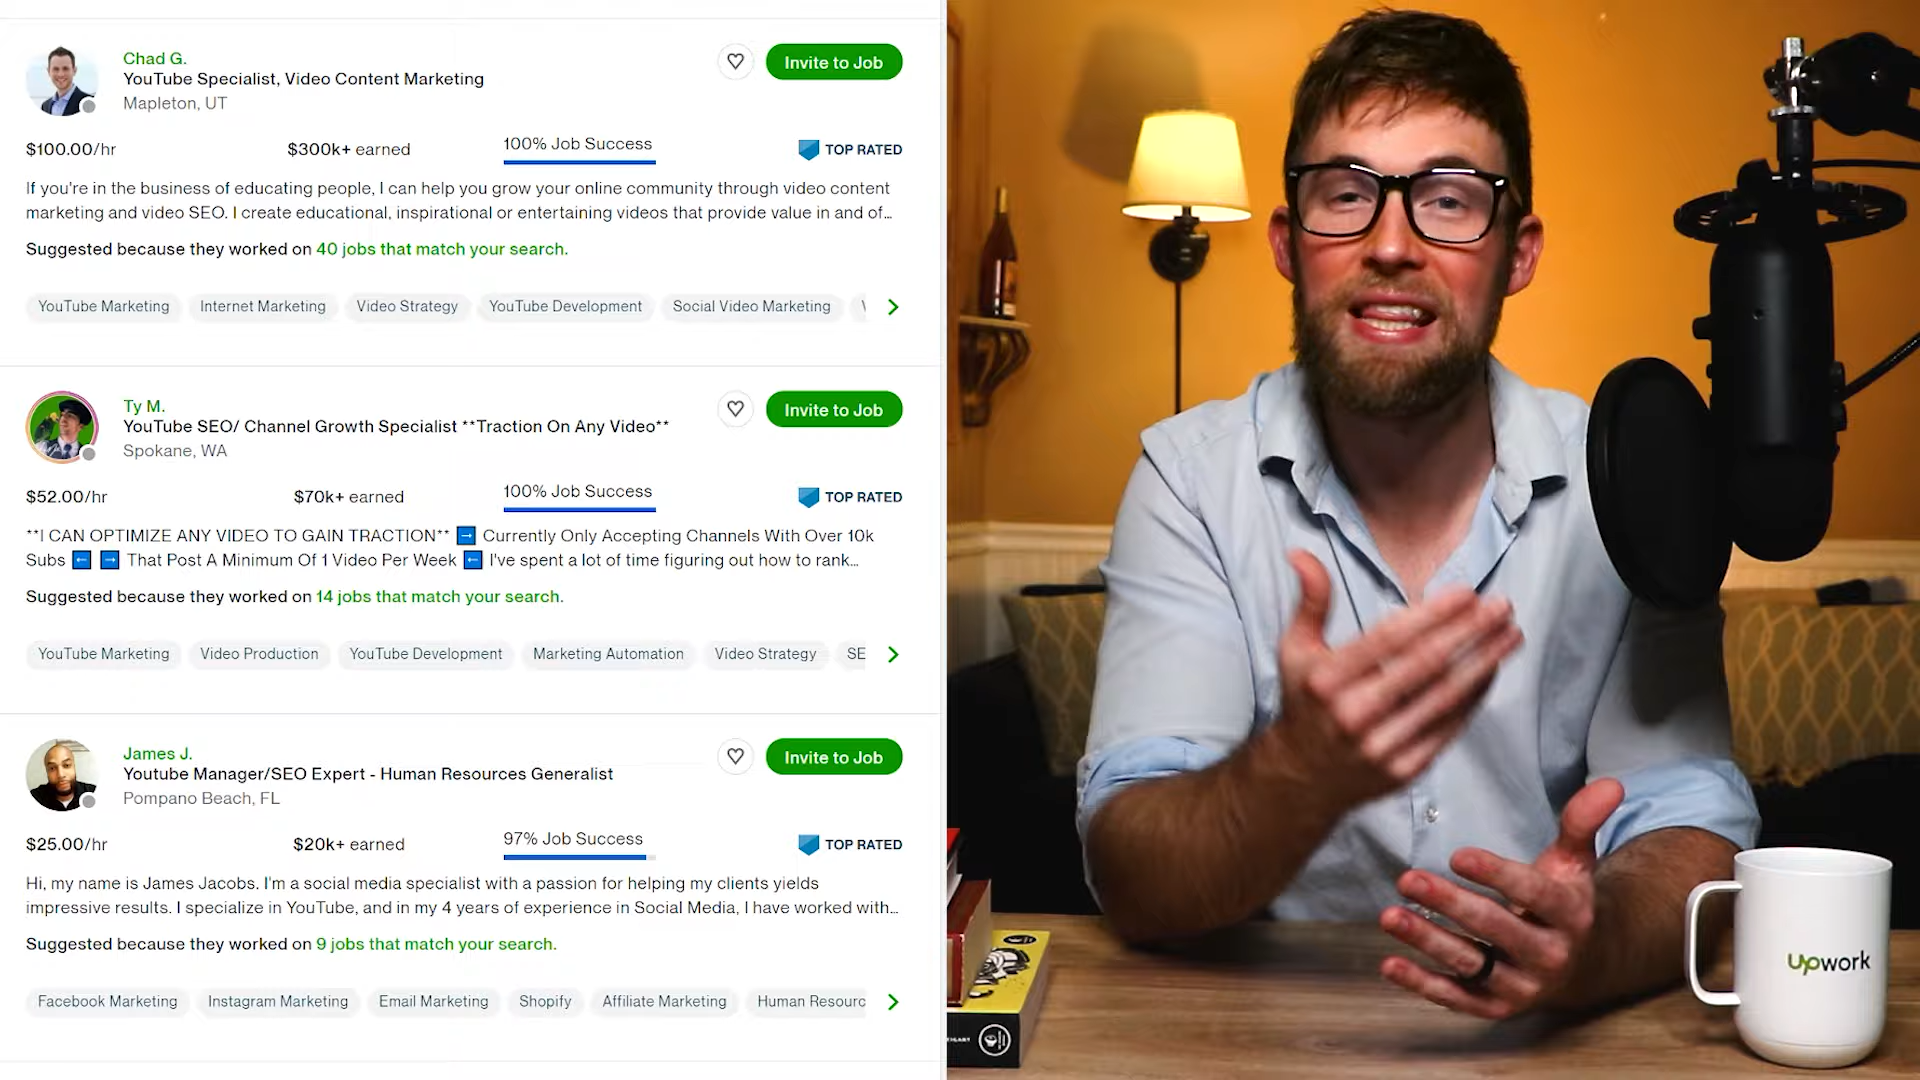 Chad G.
YouTube Specialist, Video Content Marketing
Mapleton, UT
Invite to Job
$100.00/hr
$300k+ earned
100% Job Success
TOP RATED
If you're in the business of educating people, I can help you grow your online community through video content
marketing and video SEO. I create educational, inspirational or entertaining videos that provide value in and of...
Suggested because they worked on 40 jobs that match your search.
YouTube Marketing
Internet Marketing
Video Strategy
YouTube Development
Social Video Marketing
Ty M.
YouTube SEO/ Channel Growth Specialist **Traction On Any Video**
Spokane, WA
Invite to Job
$52.00/hr
$70k+ earned
100% Job Success
TOP RATED
**I CAN OPTIMIZE ANY VIDEO TO GAIN TRACTION** ➡ Currently Only Accepting Channels With Over 10k
Subs ⬅ ➡ That Post A Minimum Of 1 Video Per Week ⬅ I've spent a lot of time figuring out how to rank...
Suggested because they worked on 14 jobs that match your search.
YouTube Marketing
Video Production
YouTube Development
Marketing Automation
Video Strategy
SE
James J.
Youtube Manager/SEO Expert - Human Resources Generalist
Pompano Beach, FL
Invite to Job
$25.00/hr
$20k+ earned
97% Job Success
TOP RATED
Hi, my name is James Jacobs. I'm a social media specialist with a passion for helping my clients yields
impressive results. I specialize in YouTube, and in my 4 years of experience in Social Media, I have worked with...
Suggested because they worked on 9 jobs that match your search.
Facebook Marketing
Instagram Marketing
Email Marketing
Shopify
Affiliate Marketing
Human Resourc
Upwork